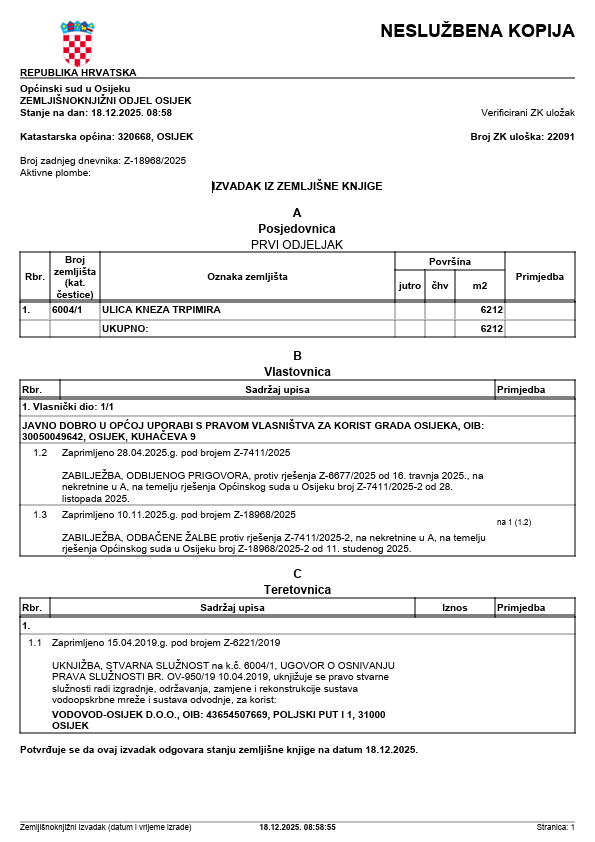 NESLUŽBENA KOPIJA
REPUBLIKA HRVATSKA
Općinski sud u Osijeku
ZEMLJIŠNOKNJIŽNI ODJEL OSIJEK
Stanje na dan: 18.12.2025. 08:58
Verificirani ZK uložak
Katastarska općina: 320668, OSIJEK
Broj ZK uloška: 22091
Broj zadnjeg dnevnika: Z-18968/2025
Aktivne plombe:
IZVADAK IZ ZEMLJIŠNE KNJIGE
A
Posjedovnica
PRVI ODJELJAK
Rbr.
Broj
zemljišta
(kat.
čestice)
Oznaka zemljišta
Površina
jutro
čhv
m2
Primjedba
1. 6004/1 ULICA KNEZA TRPIMIRA 6212
UKUPNO: 6212
B
Vlastovnica
Rbr. Sadržaj upisa Primjedba
1. Vlasnički dio: 1/1
JAVNO DOBRO U OPĆOJ UPORABI S PRAVOM VLASNIŠTVA ZA KORIST GRADA OSIJEKA, OIB:
30050049642, OSIJEK, KUHAČEVA 9
1.2 Zaprimljeno 28.04.2025.g. pod brojem Z-7411/2025
ZABILJEŽBA, ODBIJENOG PRIGOVORA, protiv rješenja Z-6677/2025 od 16. travnja 2025., na
nekretnine u A, na temelju rješenja Općinskog suda u Osijeku broj Z-7411/2025-2 od 28.
listopada 2025.
1.3 Zaprimljeno 10.11.2025.g. pod brojem Z-18968/2025
na 1 (1.2)
ZABILJEŽBA, ODBAČENE ŽALBE protiv rješenja Z-7411/2025-2, na nekretnine u A, na temelju
rješenja Općinskog suda u Osijeku broj Z-18968/2025-2 od 11. studenog 2025.
C
Teretovnica
Rbr. Sadržaj upisa Iznos Primjedba
1.
1.1 Zaprimljeno 15.04.2019.g. pod brojem Z-6221/2019
UKNJIŽBA, STVARNA SLUŽNOST na k.č. 6004/1, UGOVOR O OSNIVANJU
PRAVA SLUŽNOSTI BR. OV-950/19 10.04.2019, uknjižuje se pravo stvarne
služnosti radi izgradnje, održavanja, zamjene i rekonstrukcije sustava
vodoopskrbne mreže i sustava odvodnje, za korist:
VODOVOD-OSIJEK D.O.O., OIB: 43654507669, POLJSKI PUT I 1, 31000
OSIJEK
Potvrđuje se da ovaj izvadak odgovara stanju zemljišne knjige na datum 18.12.2025.
Zemljišnoknjižni izvadak (datum i vrijeme izrade) 18.12.2025. 08:58:55 Stranica: 1